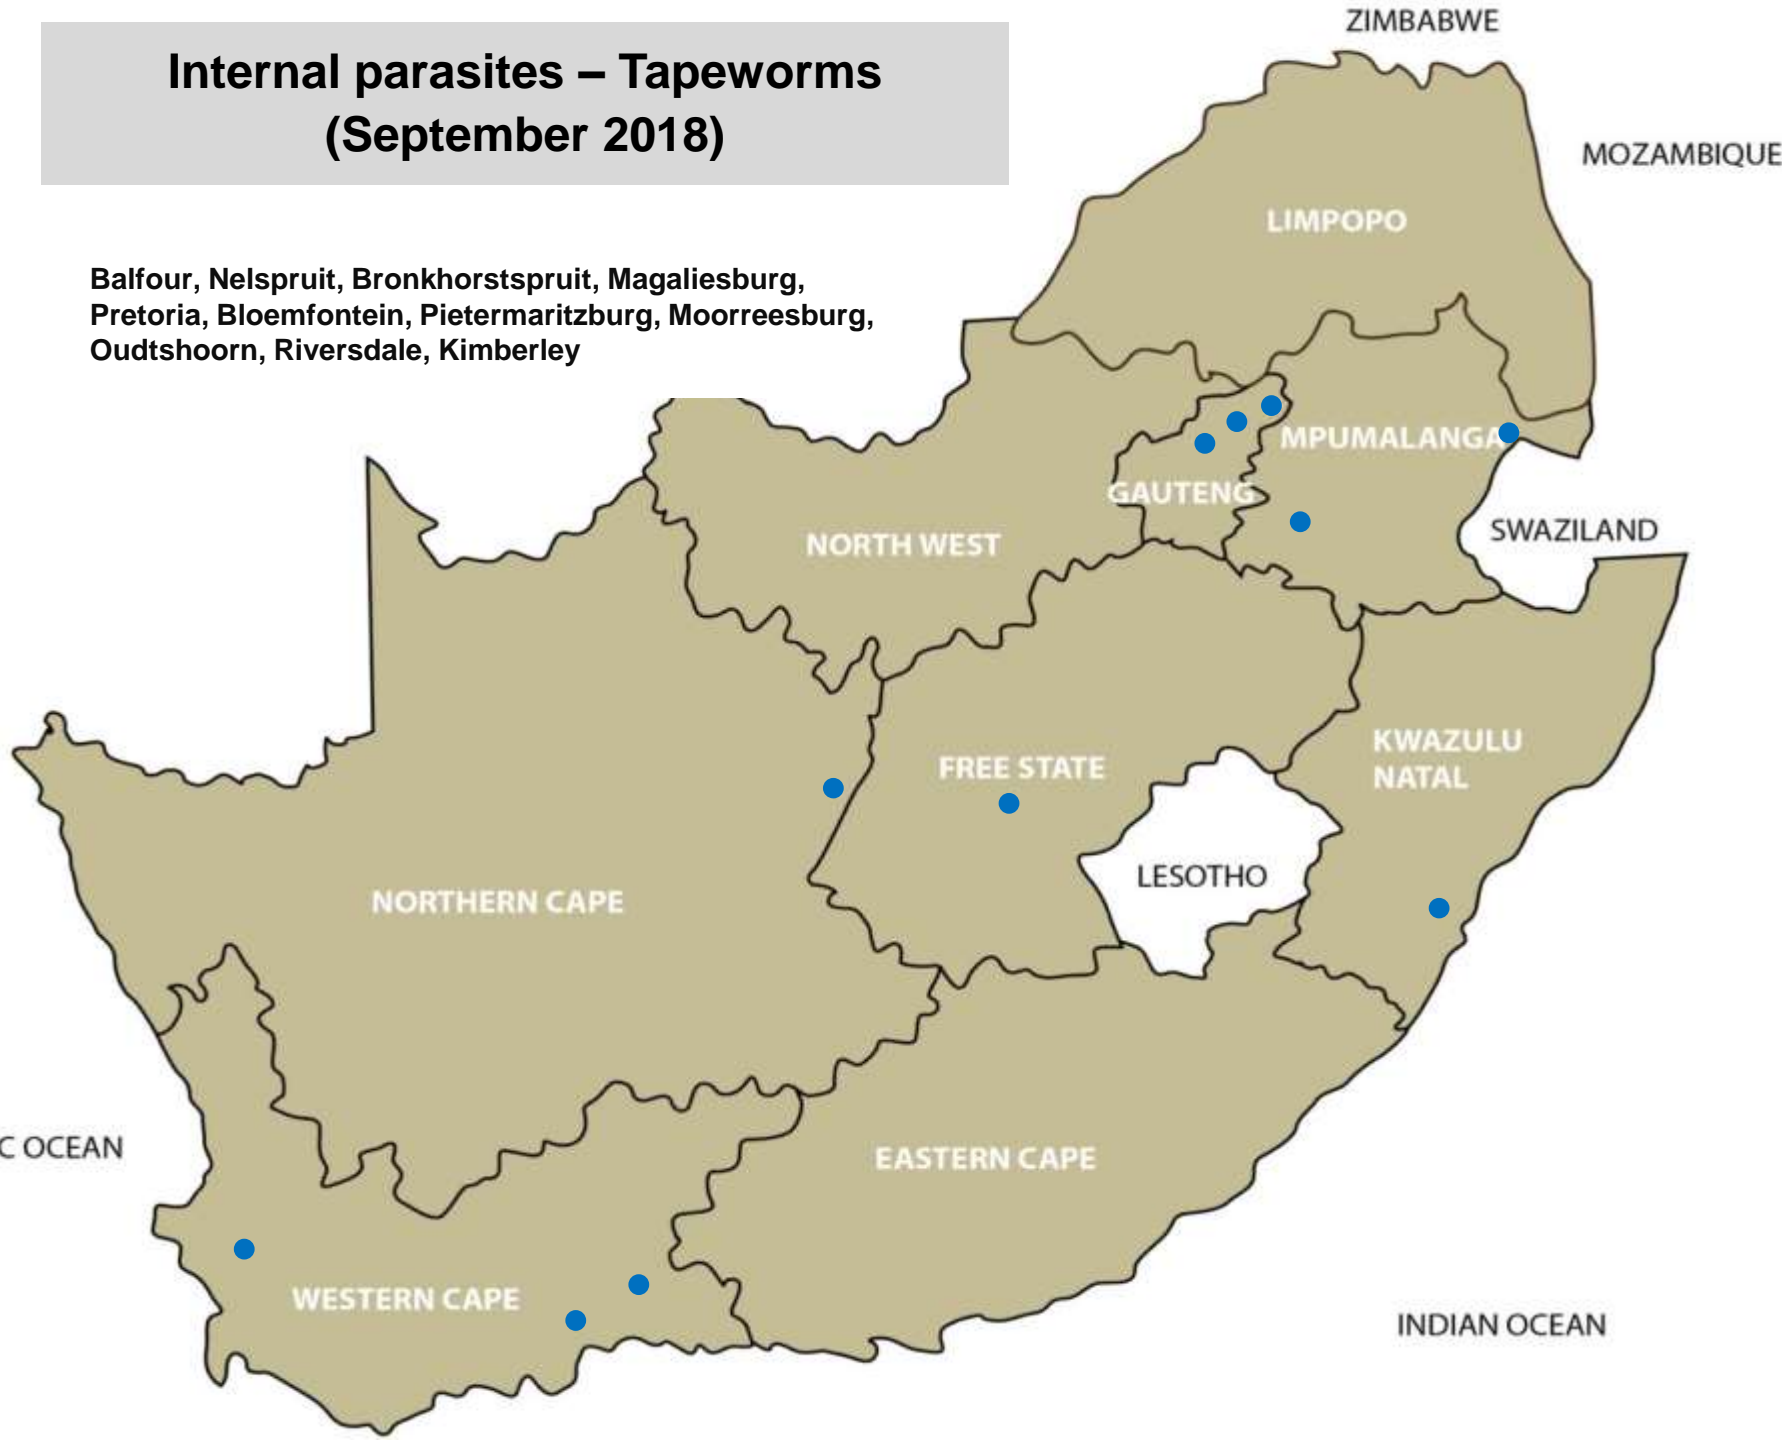 Internal parasites – Tapeworms
(September 2018)
Balfour, Nelspruit, Bronkhorstspruit, Magaliesburg,
Pretoria, Bloemfontein, Pietermaritzburg, Moorreesburg,
Oudtshoorn, Riversdale, Kimberley
ZIMBABWE
MOZAMBIQUE
LIMPOPO
MPUMALANGA
GAUTENG
NORTH WEST
SWAZILAND
KWAZULU
NATAL
FREE STATE
LESOTHO
NORTHERN CAPE
C OCEAN
EASTERN CAPE
WESTERN CAPE
INDIAN OCEAN